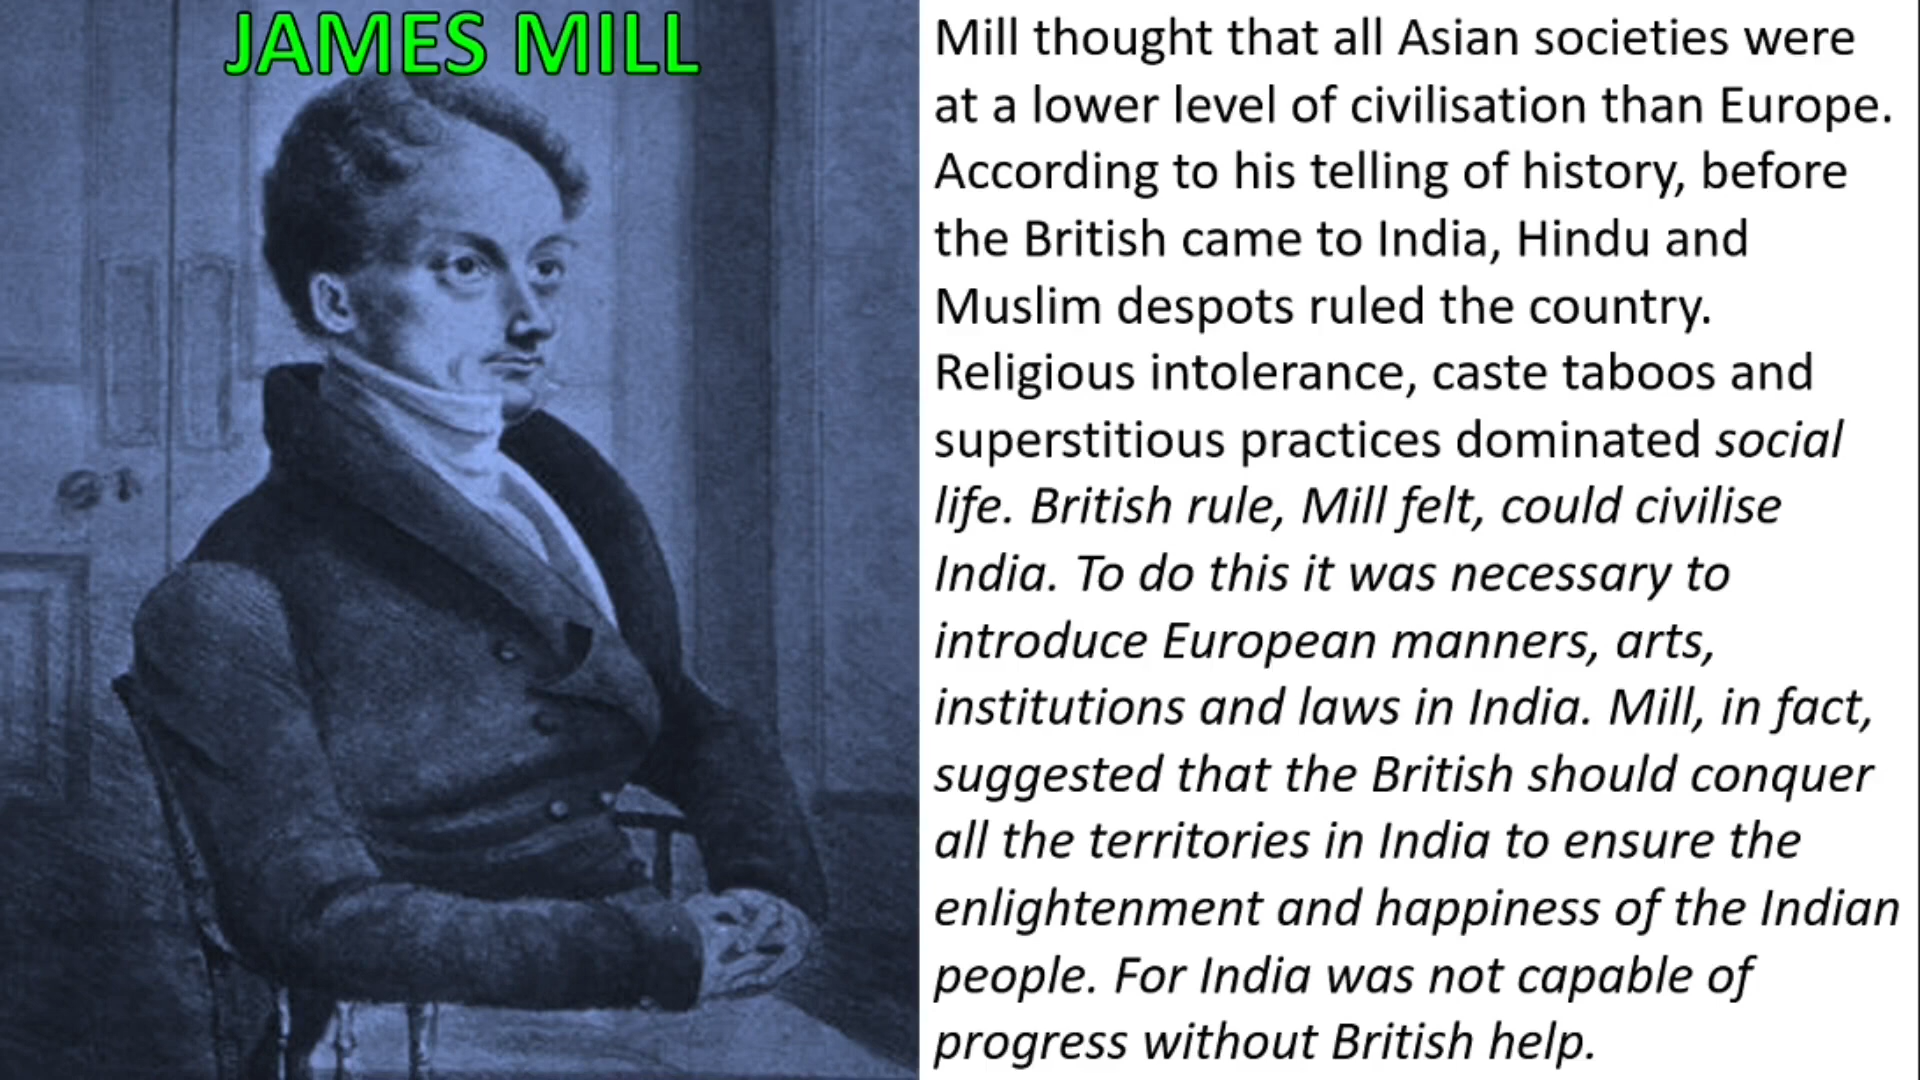 JAMES MILL
Mill thought that all Asian societies were
at a lower level of civilisation than Europe.
According to his telling of history, before
the British came to India, Hindu and
Muslim despots ruled the country.
Religious intolerance, caste taboos and
superstitious practices dominated social
life. British rule, Mill felt, could civilise
India. To do this it was necessary to
introduce European manners, arts,
institutions and laws in India. Mill, in fact,
suggested that the British should conquer
all the territories in India to ensure the
enlightenment and happiness of the Indian
people. For India was not capable of
progress without British help.